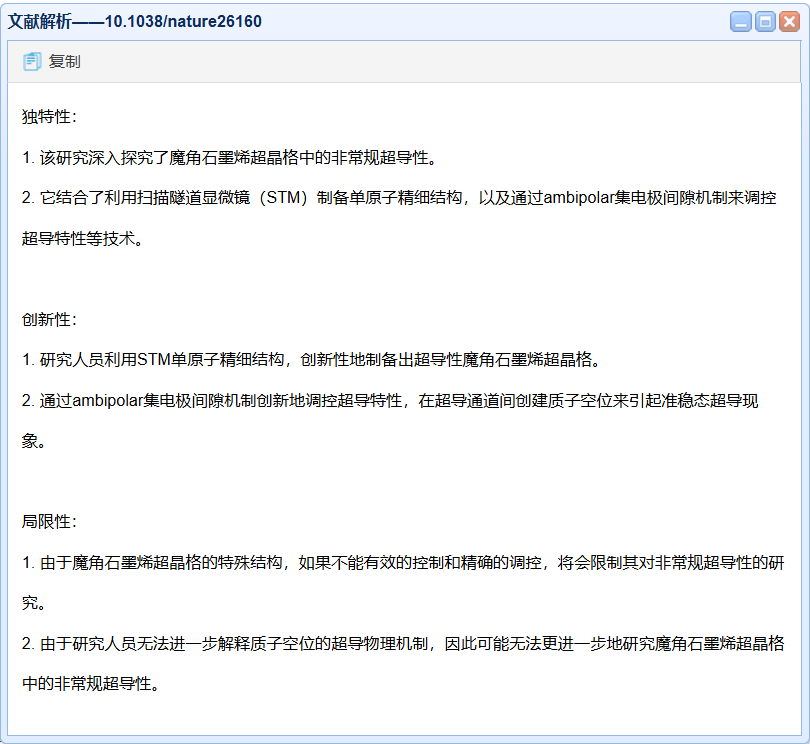 文献解析——10.1038/nature26160
复制
独特性：
1. 该研究深入探究了魔角石墨烯超晶格中的非常规超导性。
2. 它结合了利用扫描隧道显微镜（STM）制备单原子精细结构，以及通过ambipolar集电极间隙机制来调控
超导特性等技术。
创新性：
1. 研究人员利用STM单原子精细结构，创新性地制备出超导性魔角石墨烯超晶格。
2. 通过ambipolar集电极间隙机制创新地调控超导特性，在超导通道间创建质子空位来引起准稳态超导现
象。
局限性：
1. 由于魔角石墨烯超晶格的特殊结构，如果不能有效的控制和精确的调控，将会限制其对非常规超导性的研
究。
2. 由于研究人员无法进一步解释质子空位的超导物理机制，因此可能无法更进一步地研究魔角石墨烯超晶格
中的非常规超导性。